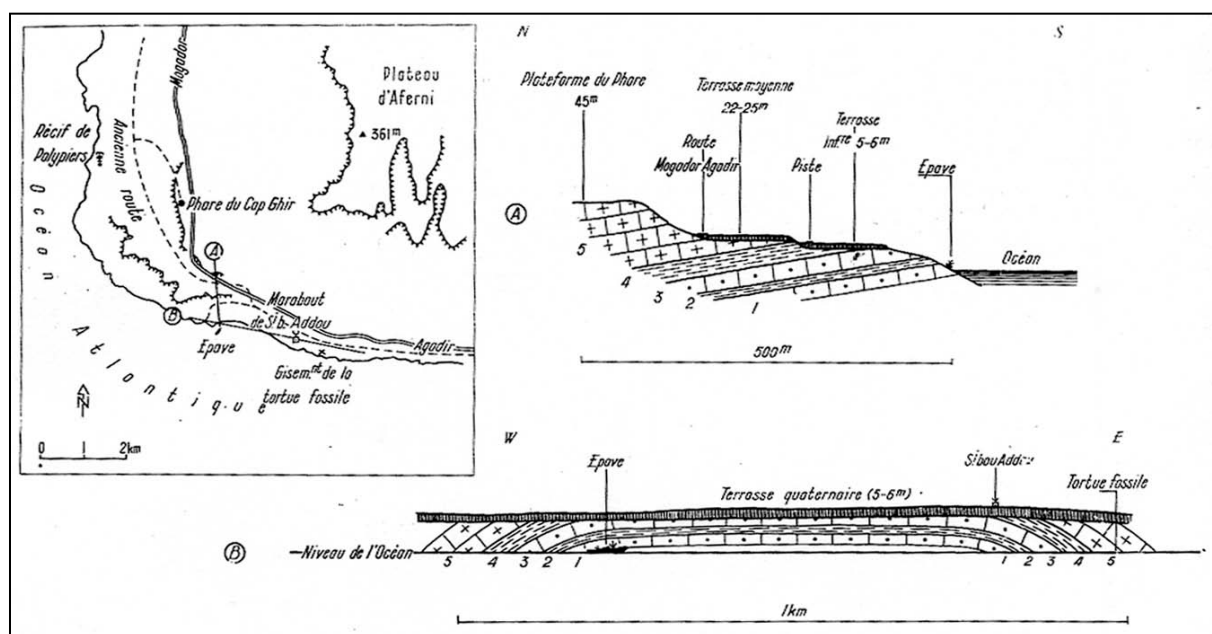 Récif de
Polypiers
Océan
Atlantique
Ancienne route
Mogador
Plateau
d'Aferni
361m
Phare du Cap Ghir
A
B
Marabout
de Si b. Addou
Epave
Agadir
Gisem.nt de la
tortue fossile
N
0 1 2km
N
S
Plateforme du Phare
45m
Terrasse moyenne
22-25m
Terrasse
Infre 5-6m
Route
Mogador Agadir
Piste
Epave
A
Océan
5
4
3
2
1
500m
W
E
Epave
Si bou Addou
Tortue fossile
Terrasse quaternaire (5-6m)
B
Niveau de l'Océan
5 4 3 2 1 1 2 3 4 5
1km